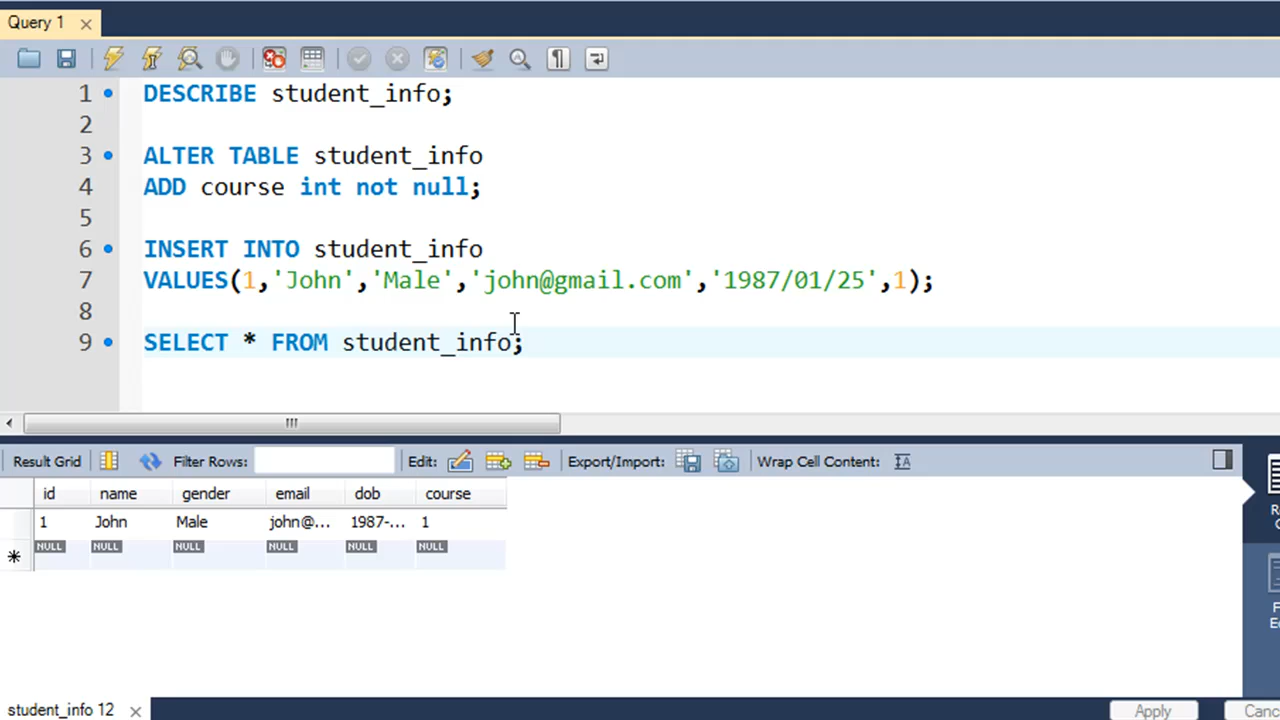 Query 1
1 DESCRIBE student_info;
2
3 ALTER TABLE student_info
4 ADD course int not null;
5
6 INSERT INTO student_info
7 VALUES(1,'John','Male','john@gmail.com','1987/01/25',1);
8
9 SELECT * FROM student_info;
Result Grid Filter Rows: Edit: Export/Import: Wrap Cell Content:
id name gender email dob course
1 John Male john@... 1987-... 1
NULL NULL NULL NULL NULL NULL
student_info 12 Apply